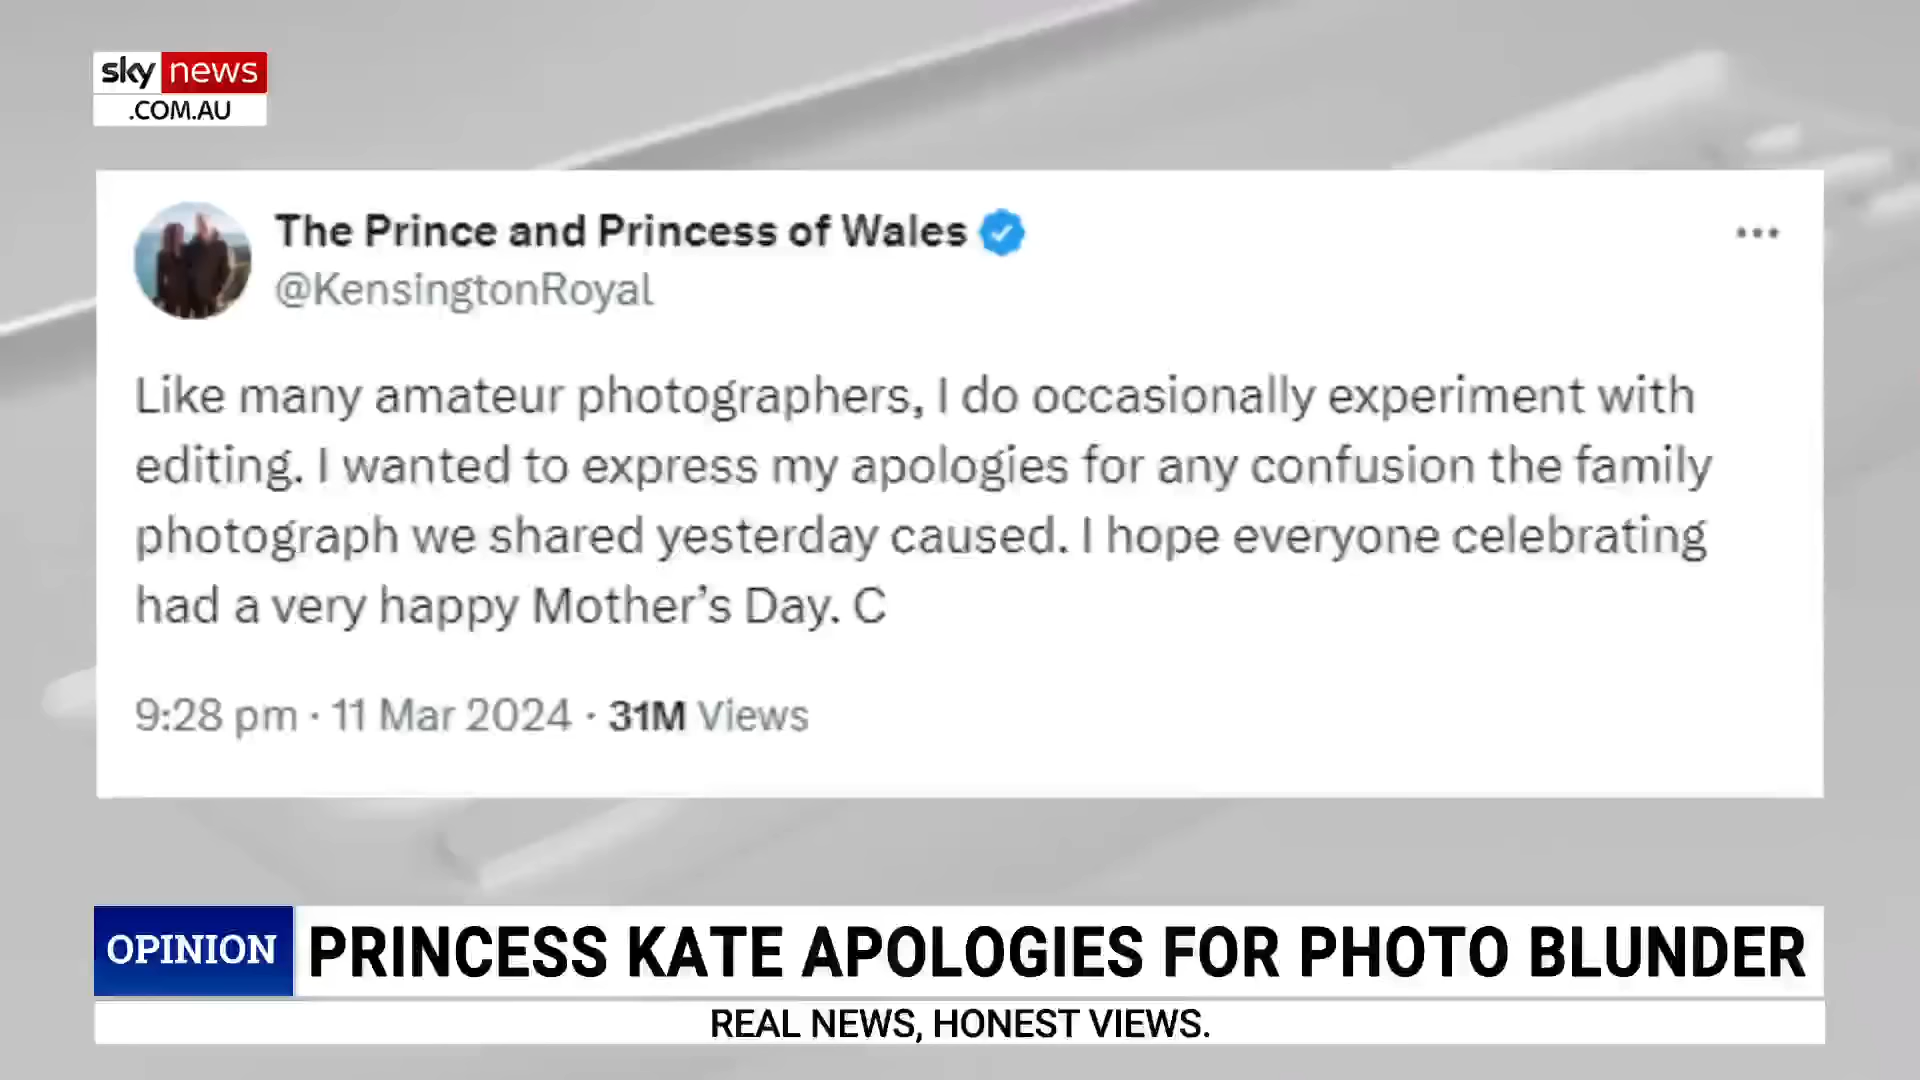 sky news
.COM.AU
The Prince and Princess of Wales
@KensingtonRoyal
Like many amateur photographers, I do occasionally experiment with
editing. I wanted to express my apologies for any confusion the family
photograph we shared yesterday caused. I hope everyone celebrating
had a very happy Mother’s Day. C
9:28 pm · 11 Mar 2024 · 31M Views
OPINION PRINCESS KATE APOLOGIES FOR PHOTO BLUNDER
REAL NEWS, HONEST VIEWS.